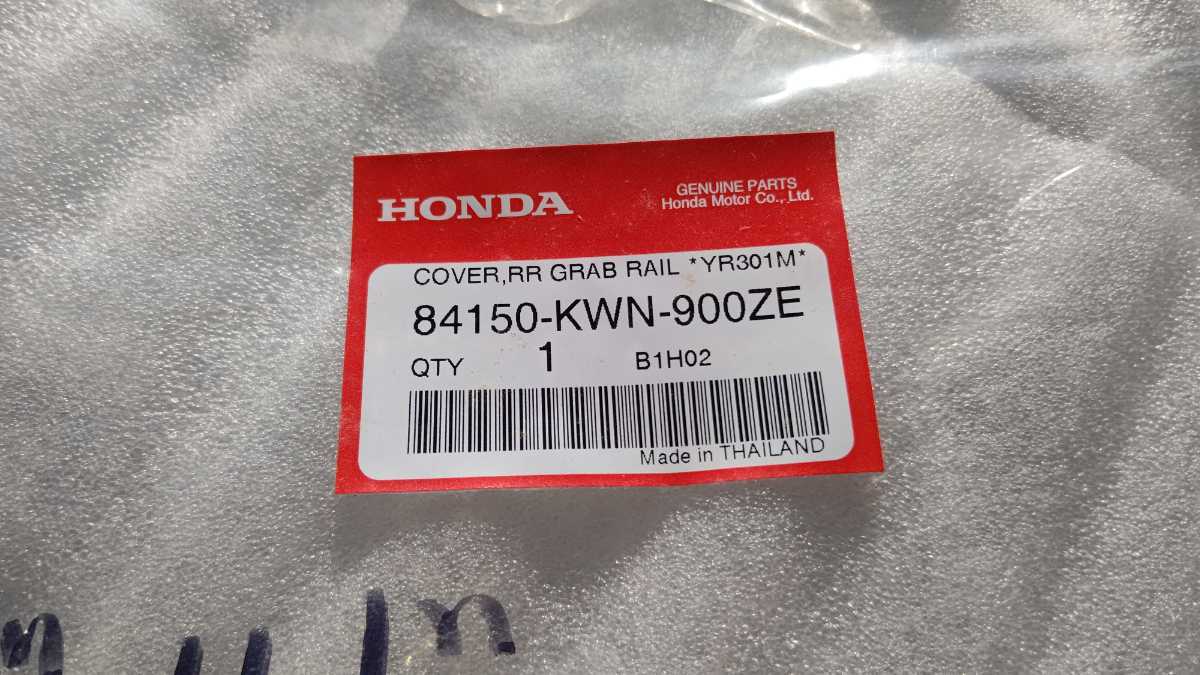 HONDA
GENUINE PARTS
Honda Motor Co., Ltd.
COVER,RR GRAB RAIL *YR301M*
84150-KWN-900ZE
QTY 1 B1H02
Made in THAILAND